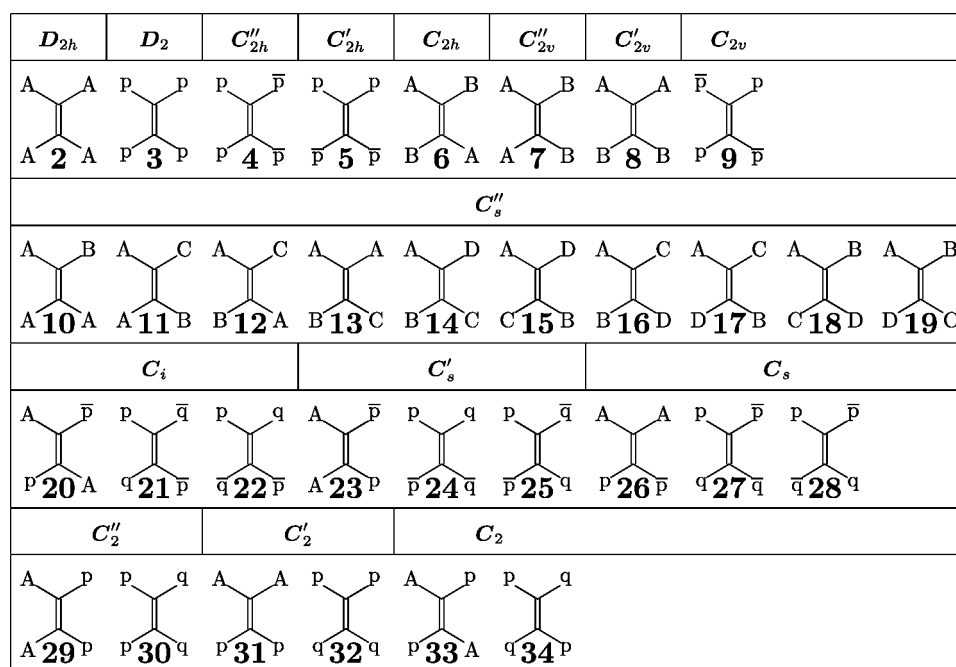 D2h D2 C″2h C′2h C2h C″2v C′2v C2v
A A p p p p̅ p p A B A B A A p̅ p
A 2 A p 3 p p 4 p̅ p̅ 5 p̅ B 6 A A 7 B B 8 B p 9 p̅
C″s
A B A C A C A A A D A D A C A C A B A B
A 10 A A 11 B B 12 A B 13 C B 14 C C 15 B B 16 D D 17 B C 18 D D 19 C
Ci C′s Cs
A p̅ p q̅ p q A p̅ p q p q̅ A A p p̅ p p̅
p 20 A q 21 p̅ q̅ 22 p̅ A 23 p p̅ 24 q̅ p̅ 25 q p 26 p̅ q 27 q̅ q̅ 28 q
C″2 C′2 C2
A p p q A A p p A p p q
A 29 p p 30 q p 31 p q 32 q p 33 A q 34 p